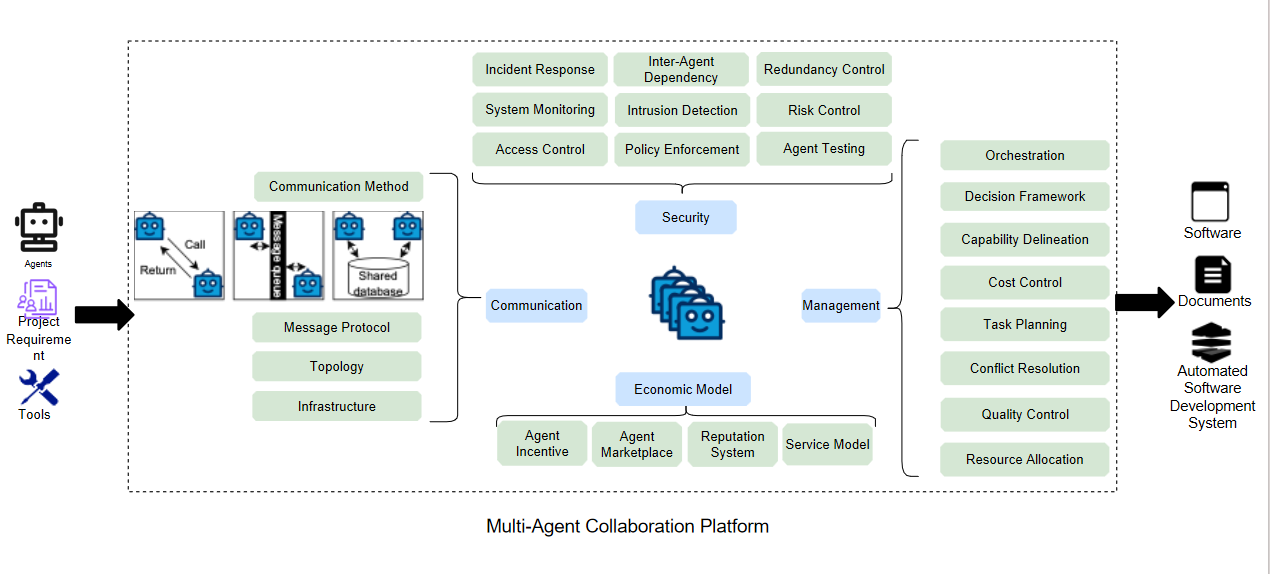 Agents
Project
Requireme
nt
Tools
Communication Method
Call
Return
Message queue
Shared
database
Message Protocol
Topology
Infrastructure
Communication
Incident Response
Inter-Agent
Dependency
Redundancy Control
System Monitoring
Intrusion Detection
Risk Control
Access Control
Policy Enforcement
Agent Testing
Security
Economic Model
Agent
Incentive
Agent
Marketplace
Reputation
System
Service Model
Management
Orchestration
Decision Framework
Capability Delineation
Cost Control
Task Planning
Conflict Resolution
Quality Control
Resource Allocation
Software
Documents
Automated
Software
Development
System
Multi-Agent Collaboration Platform